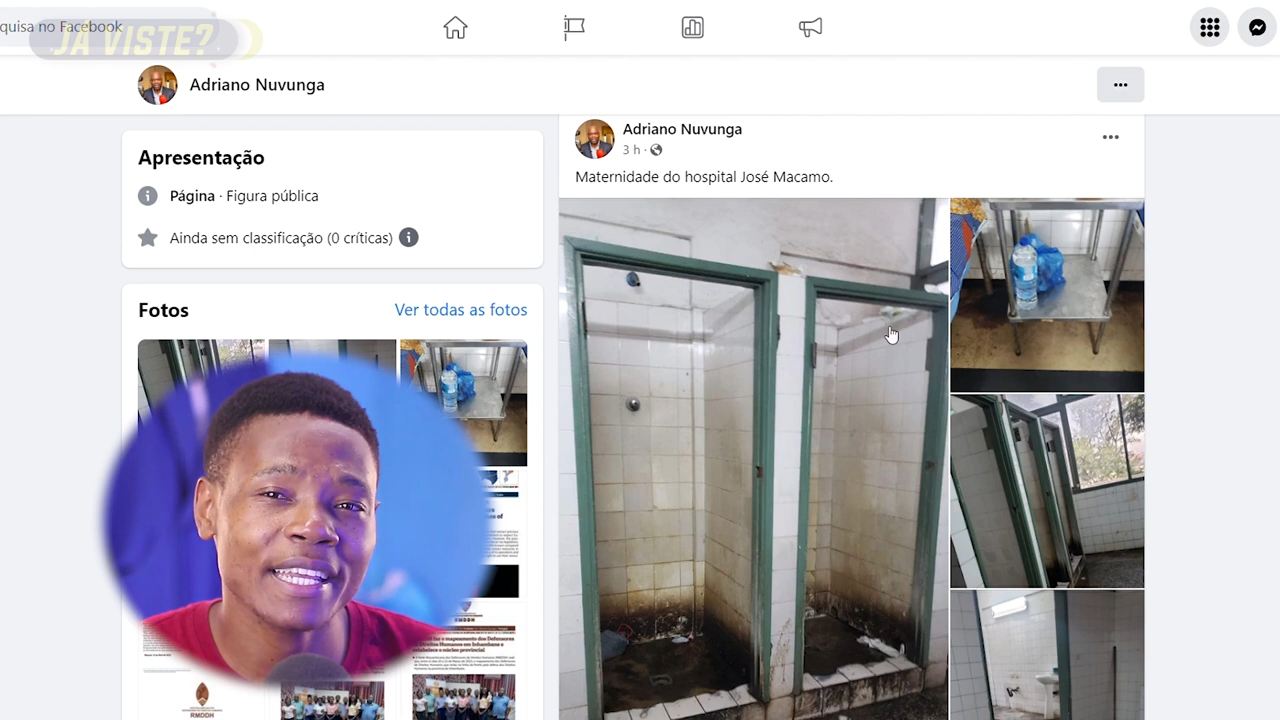 quisa no Facebook
JÁ VISTE?
Adriano Nuvunga
Apresentação
Página · Figura pública
Ainda sem classificação (0 críticas)
Fotos
Ver todas as fotos
Adriano Nuvunga
3 h ·
Maternidade do hospital José Macamo.
RMDDH